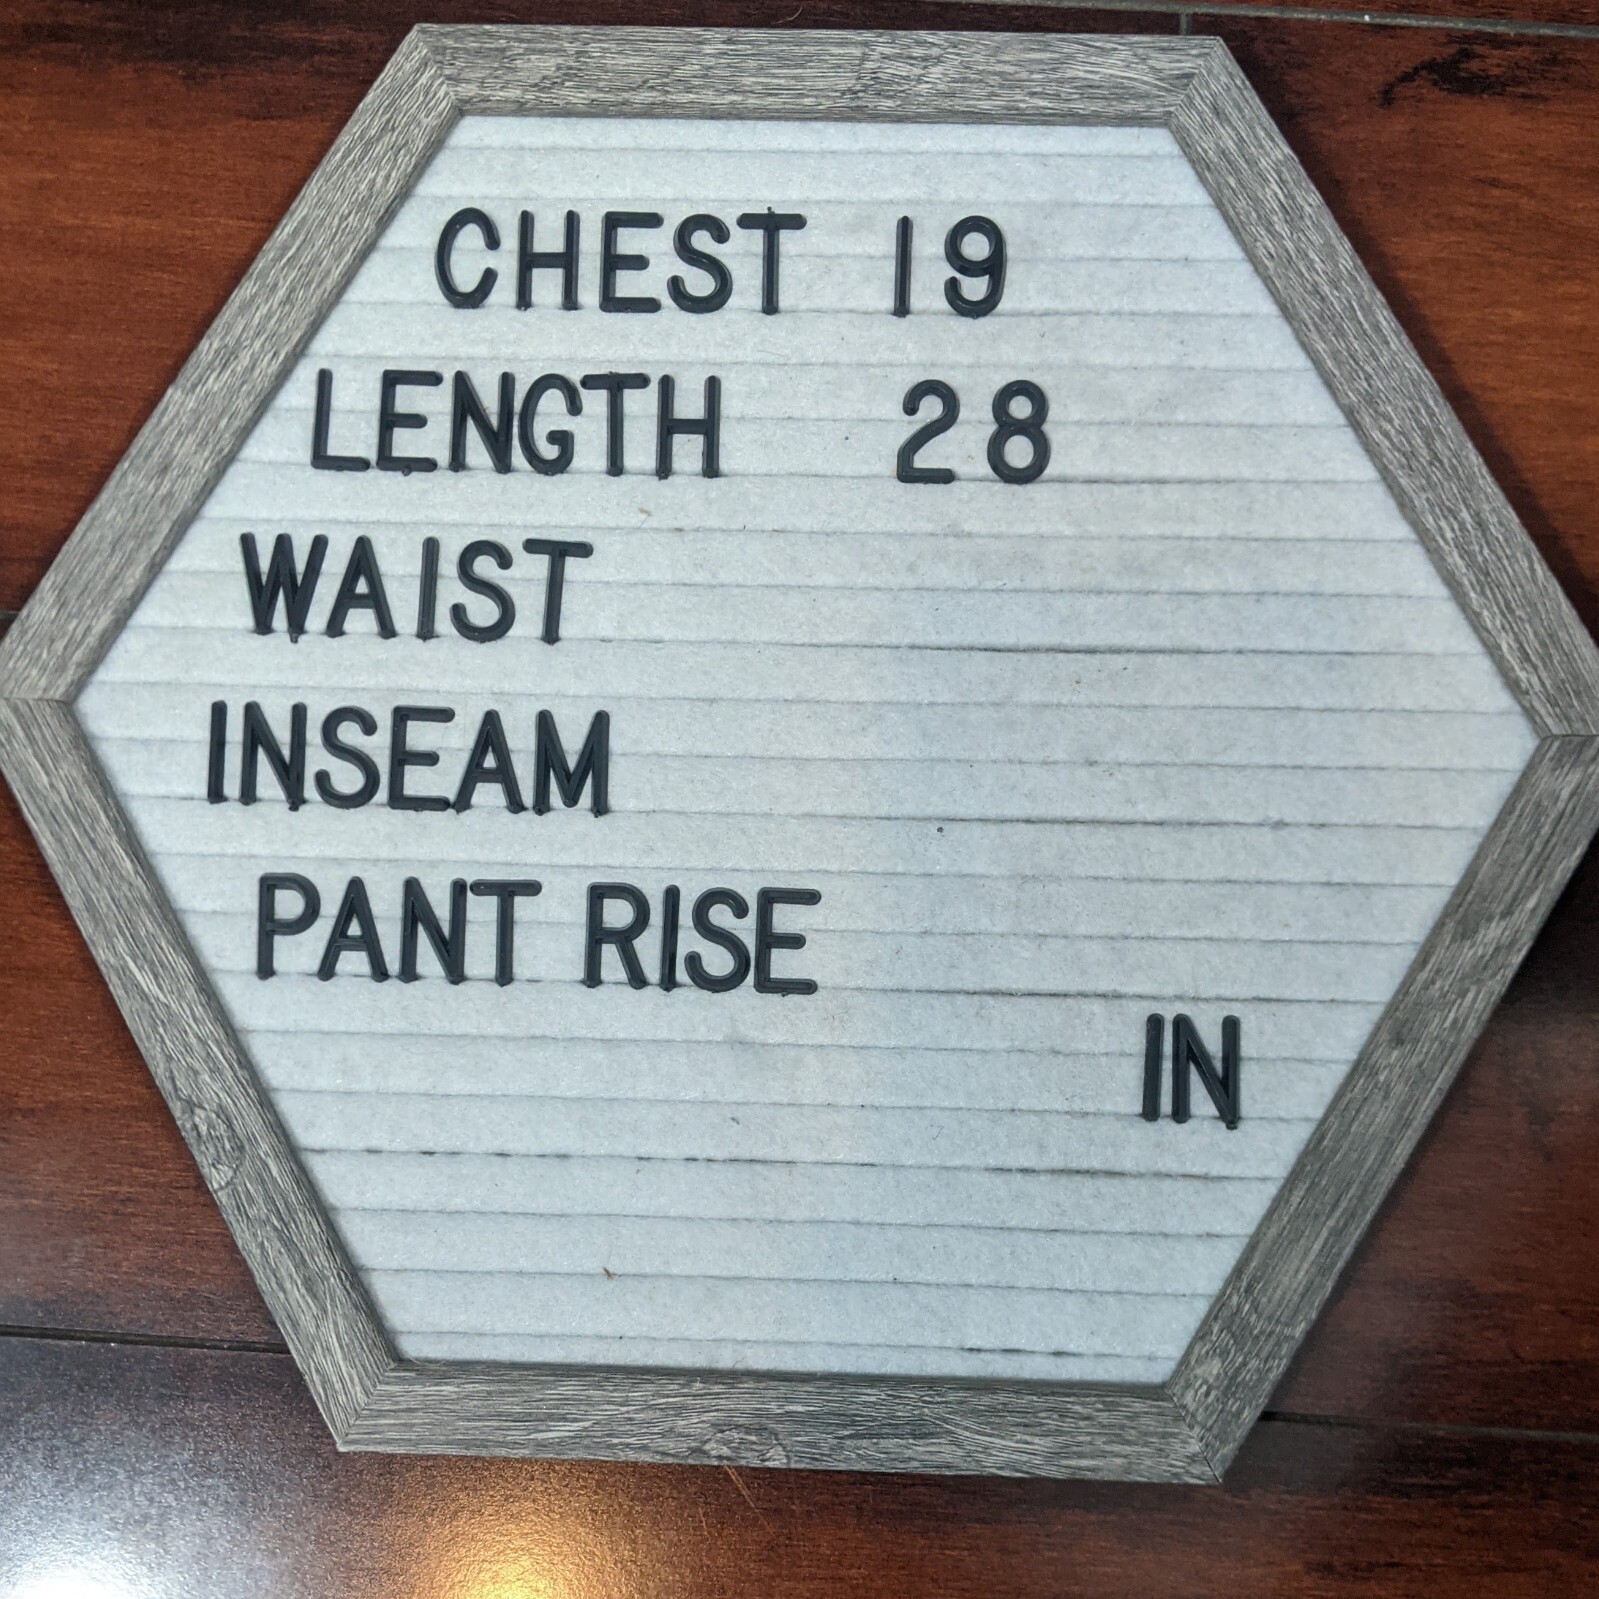 CHEST 19
LENGTH 28
WAIST
INSEAM
PANT RISE
IN